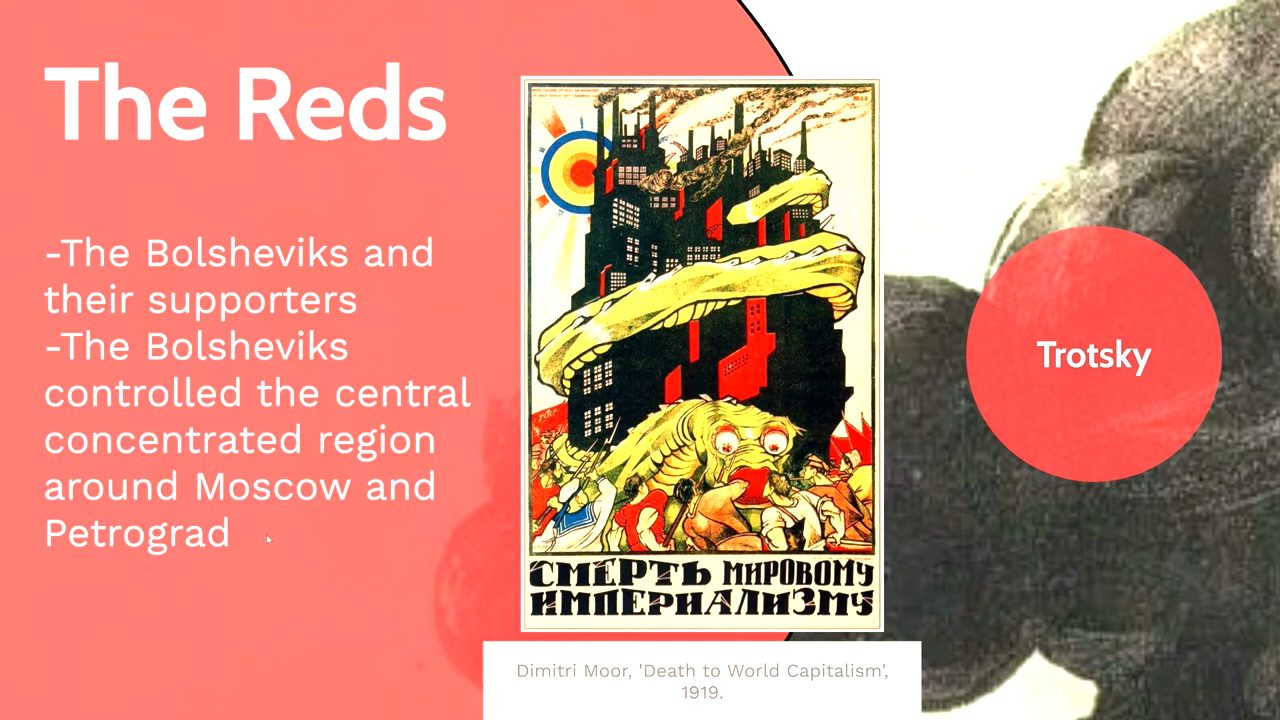 The Reds
-The Bolsheviks and
their supporters
-The Bolsheviks
controlled the central
concentrated region
around Moscow and
Petrograd
СМЕРТЬ МИРОВОМУ
ИМПЕРИАЛИЗМУ
Dimitri Moor, 'Death to World Capitalism',
1919.
Trotsky